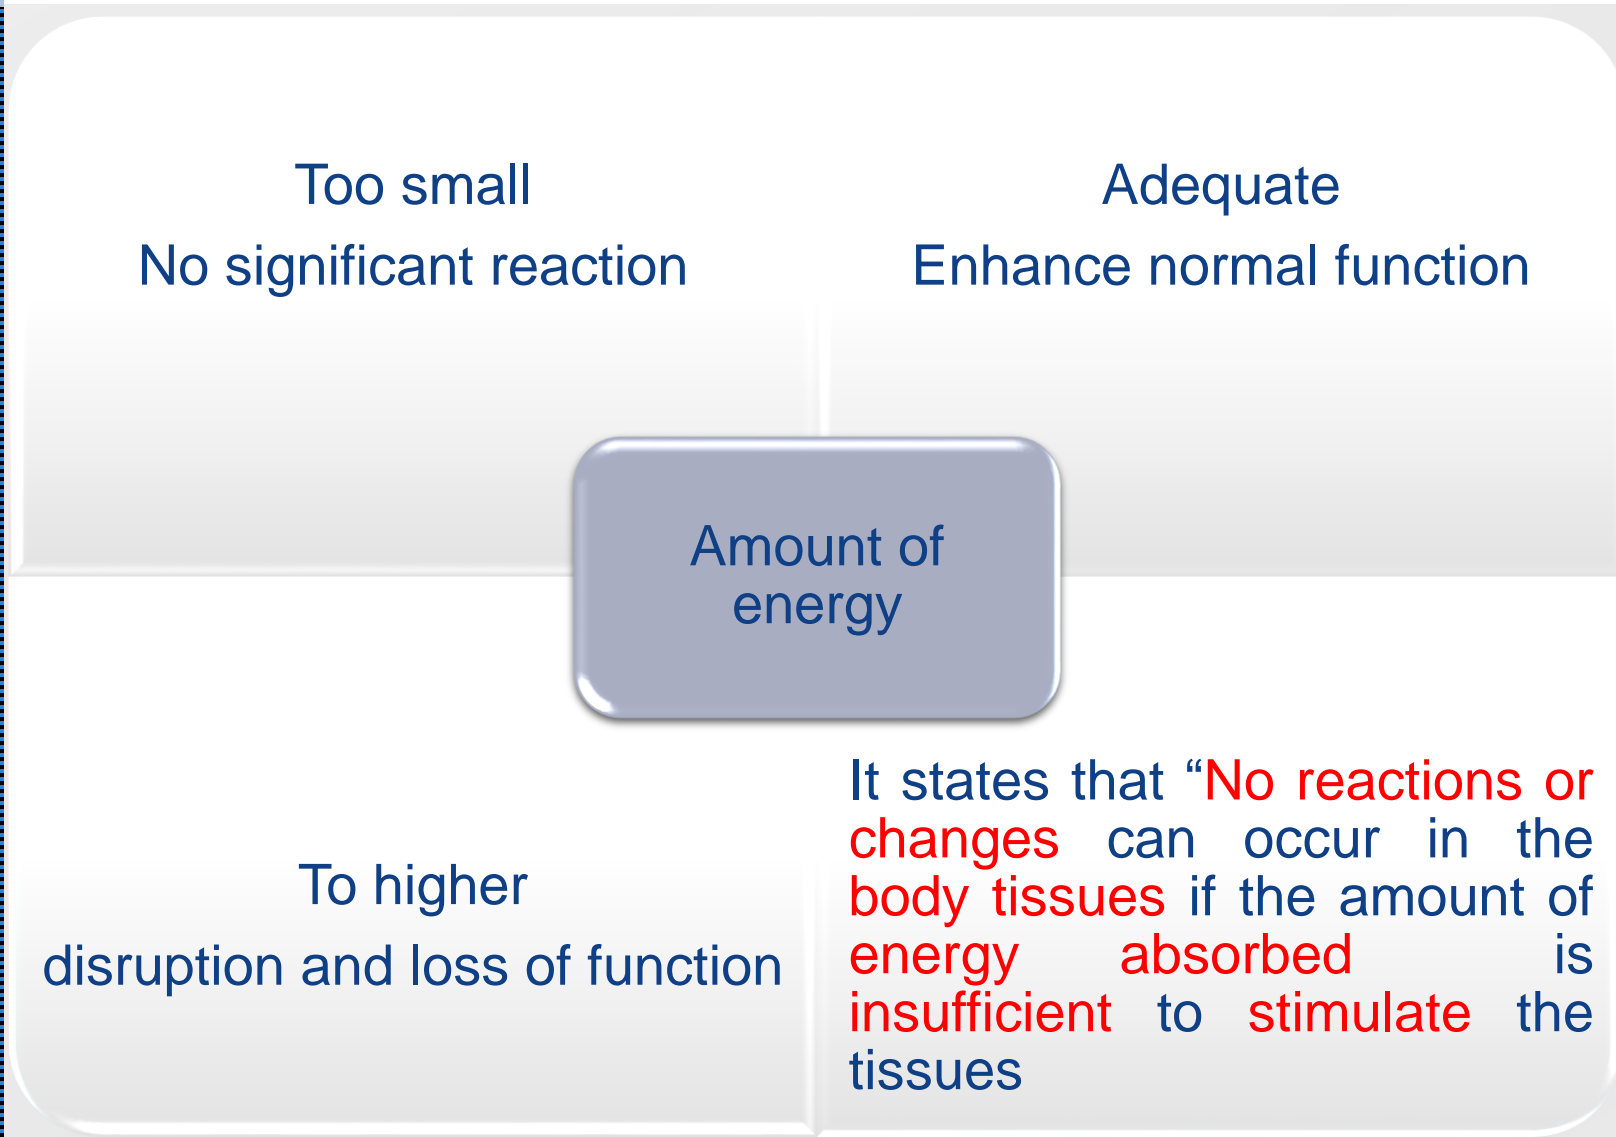 Too small
No significant reaction
Adequate
Enhance normal function
Amount of
energy
To higher
disruption and loss of function
It states that “No reactions or
changes can occur in the
body tissues if the amount of
energy absorbed is
insufficient to stimulate the
tissues